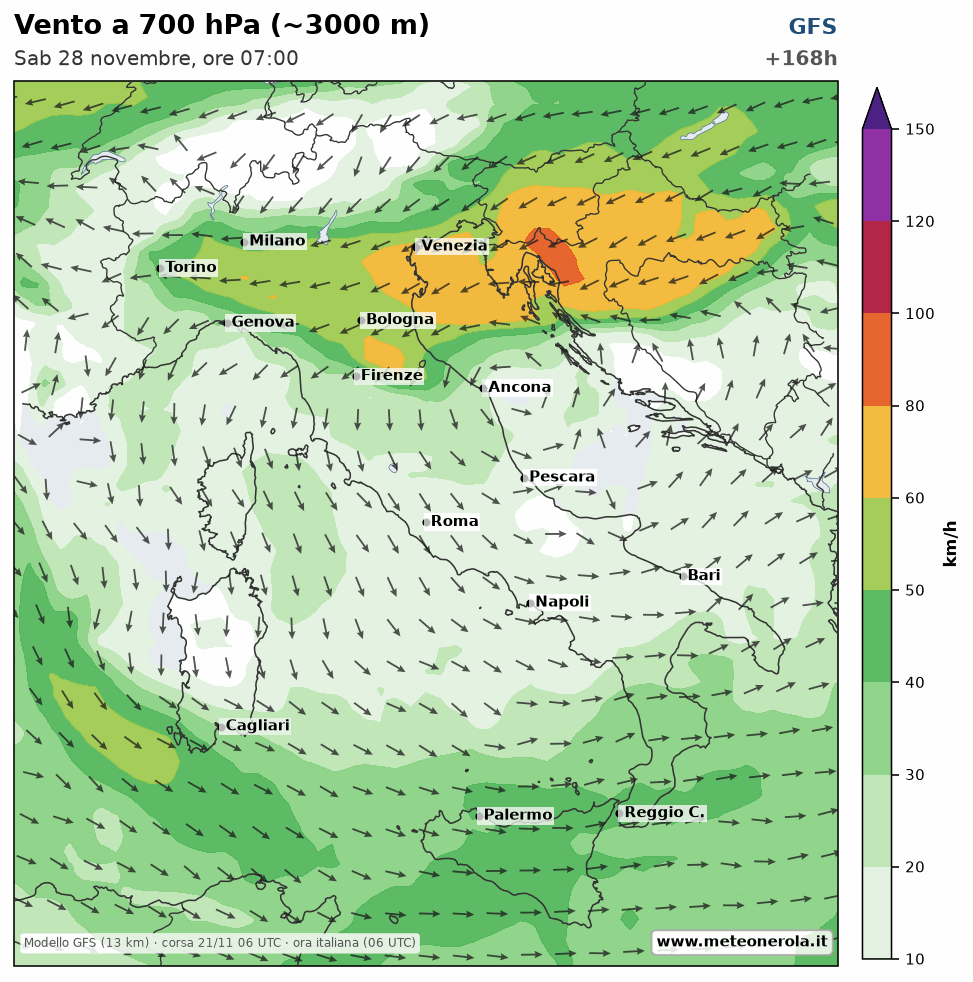 Vento a 700 hPa (~3000 m)
GFS
Sab 28 novembre, ore 07:00
+168h
150
120
100
80
60
50
40
30
20
10
km/h
Milano
Venezia
Torino
Genova
Bologna
Firenze
Ancona
Pescara
Roma
Bari
Napoli
Cagliari
Palermo
Reggio C.
Modello GFS (13 km) · corsa 21/11 06 UTC · ora italiana (06 UTC)
www.meteonerola.it